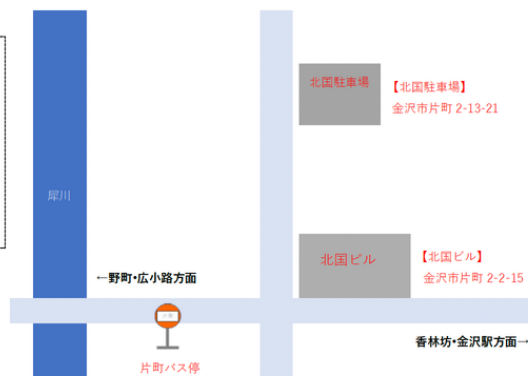 北国駐車場
【北国駐車場】
金沢市片町 2-13-21
犀川
北国ビル
【北国ビル】
金沢市片町 2-2-15
←野町・広小路方面
香林坊・金沢駅方面→
片町バス停